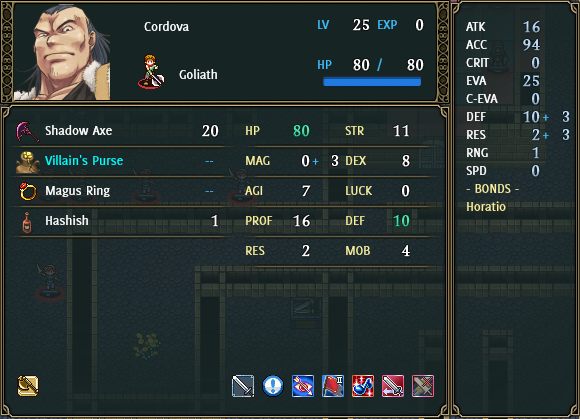 Cordova LV 25 EXP 0
Goliath HP 80 / 80
Shadow Axe 20
Villain's Purse --
Magus Ring --
Hashish 1
HP 80 STR 11
MAG 0+ 3 DEX 8
AGI 7 LUCK 0
PROF 16 DEF 10
RES 2 MOB 4
ATK 16
ACC 94
CRIT 0
EVA 25
C-EVA 0
DEF 10+ 3
RES 2+ 3
RNG 1
SPD 0
- BONDS -
Horatio